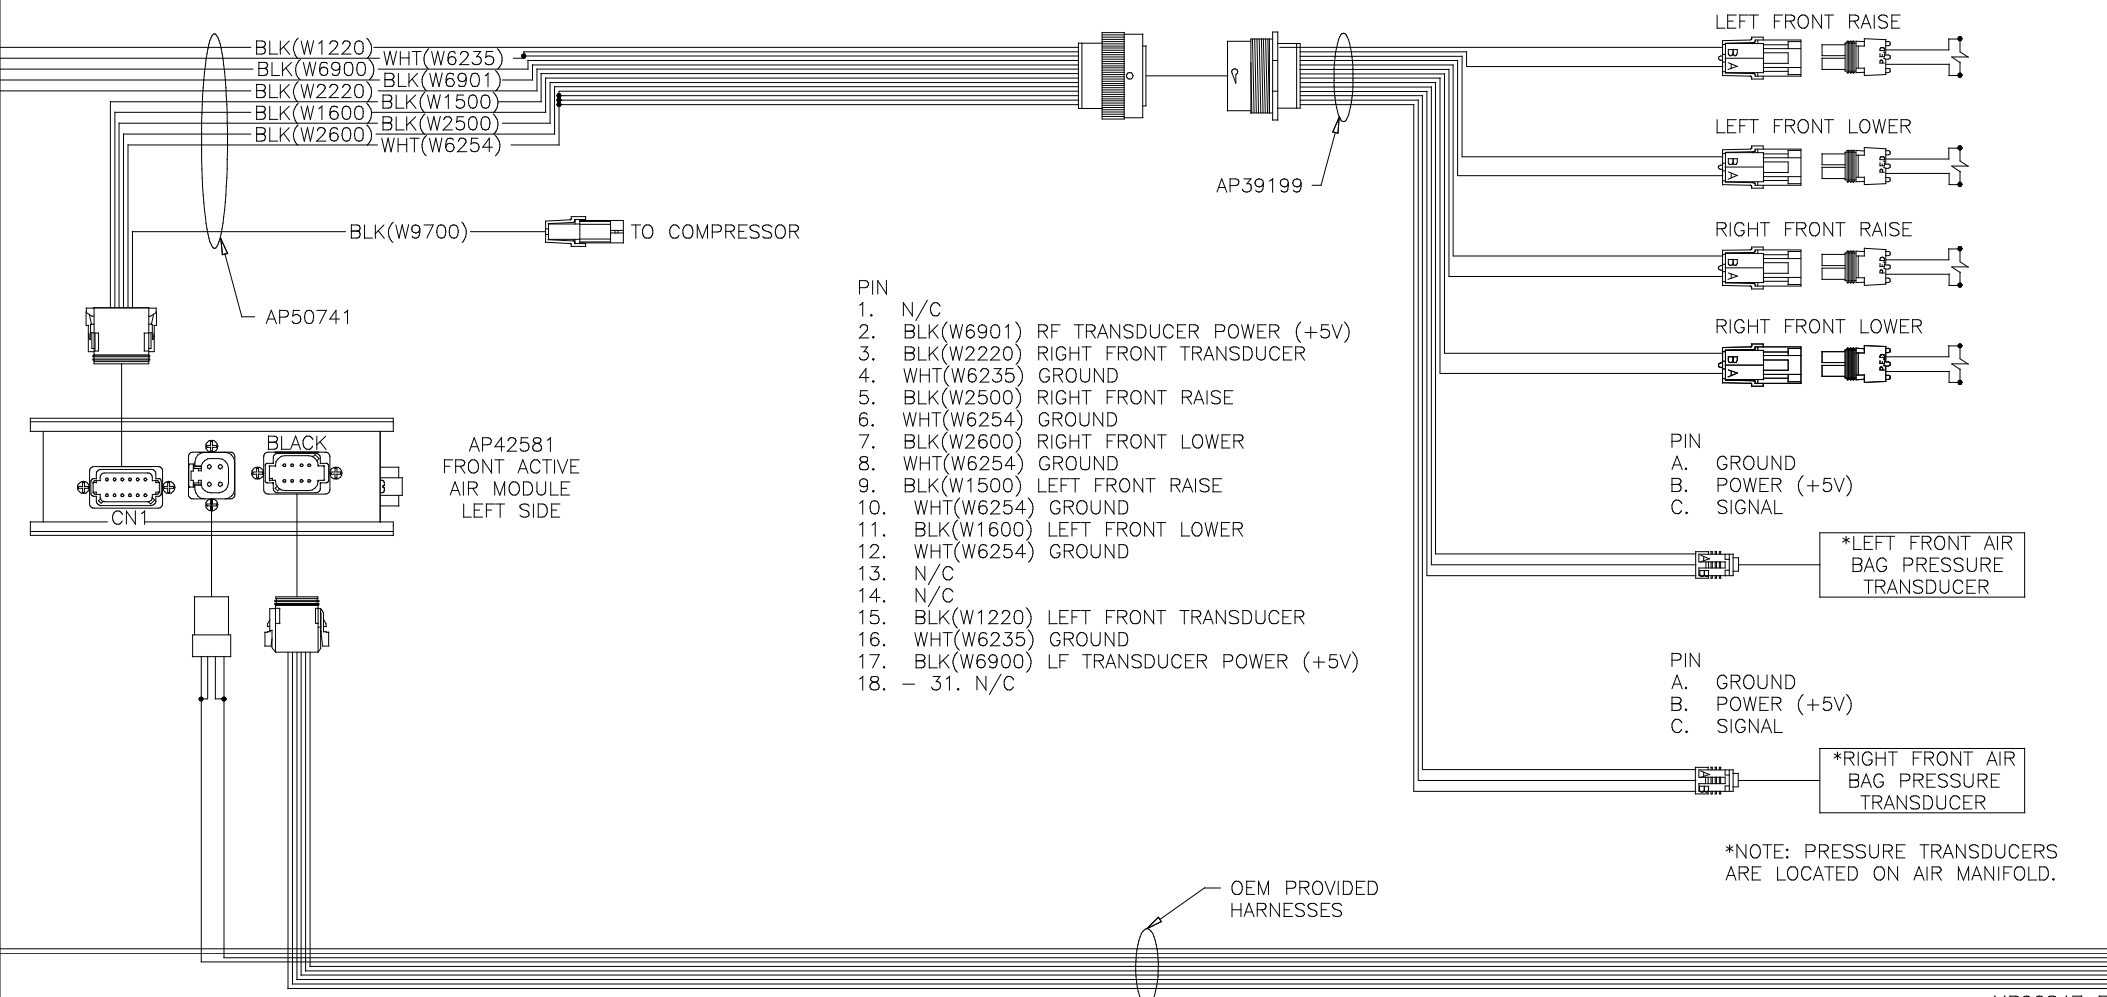 BLK(W1220)
WHT(W6235)
BLK(W6900)
BLK(W6901)
BLK(W2220)
BLK(W1500)
BLK(W1600)
BLK(W2500)
BLK(W2600)
WHT(W6254)
BLK(W9700)
TO COMPRESSOR
AP50741
AP39199
LEFT FRONT RAISE
B
A
LEFT FRONT LOWER
B
A
P.E.D
RIGHT FRONT RAISE
B
A
P.E.D
RIGHT FRONT LOWER
B
A
P.E.D
CN1
BLACK
AP42581
FRONT ACTIVE
AIR MODULE
LEFT SIDE
PIN
1. N/C
2. BLK(W6901) RF TRANSDUCER POWER (+5V)
3. BLK(W2220) RIGHT FRONT TRANSDUCER
4. WHT(W6235) GROUND
5. BLK(W2500) RIGHT FRONT RAISE
6. WHT(W6254) GROUND
7. BLK(W2600) RIGHT FRONT LOWER
8. WHT(W6254) GROUND
9. BLK(W1500) LEFT FRONT RAISE
10. WHT(W6254) GROUND
11. BLK(W1600) LEFT FRONT LOWER
12. WHT(W6254) GROUND
13. N/C
14. N/C
15. BLK(W1220) LEFT FRONT TRANSDUCER
16. WHT(W6235) GROUND
17. BLK(W6900) LF TRANSDUCER POWER (+5V)
18. – 31. N/C
PIN
A. GROUND
B. POWER (+5V)
C. SIGNAL
*LEFT FRONT AIR
BAG PRESSURE
TRANSDUCER
PIN
A. GROUND
B. POWER (+5V)
C. SIGNAL
*RIGHT FRONT AIR
BAG PRESSURE
TRANSDUCER
*NOTE: PRESSURE TRANSDUCERS
ARE LOCATED ON AIR MANIFOLD.
OEM PROVIDED
HARNESSES